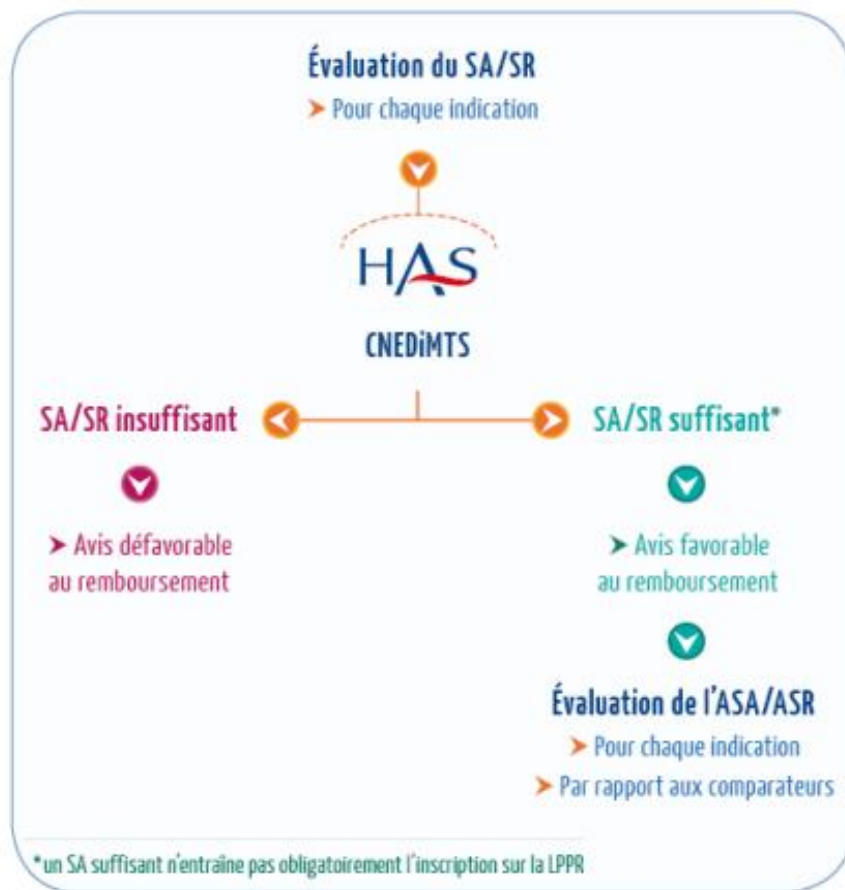 Évaluation du SA/SR
➤ Pour chaque indication
HAS
CNEDiMTS
SA/SR insuffisant
SA/SR suffisant*
➤ Avis défavorable
au remboursement
➤ Avis favorable
au remboursement
Évaluation de l'ASA/ASR
➤ Pour chaque indication
➤ Par rapport aux comparateurs
*un SA suffisant n'entraîne pas obligatoirement l'inscription sur la LPPR